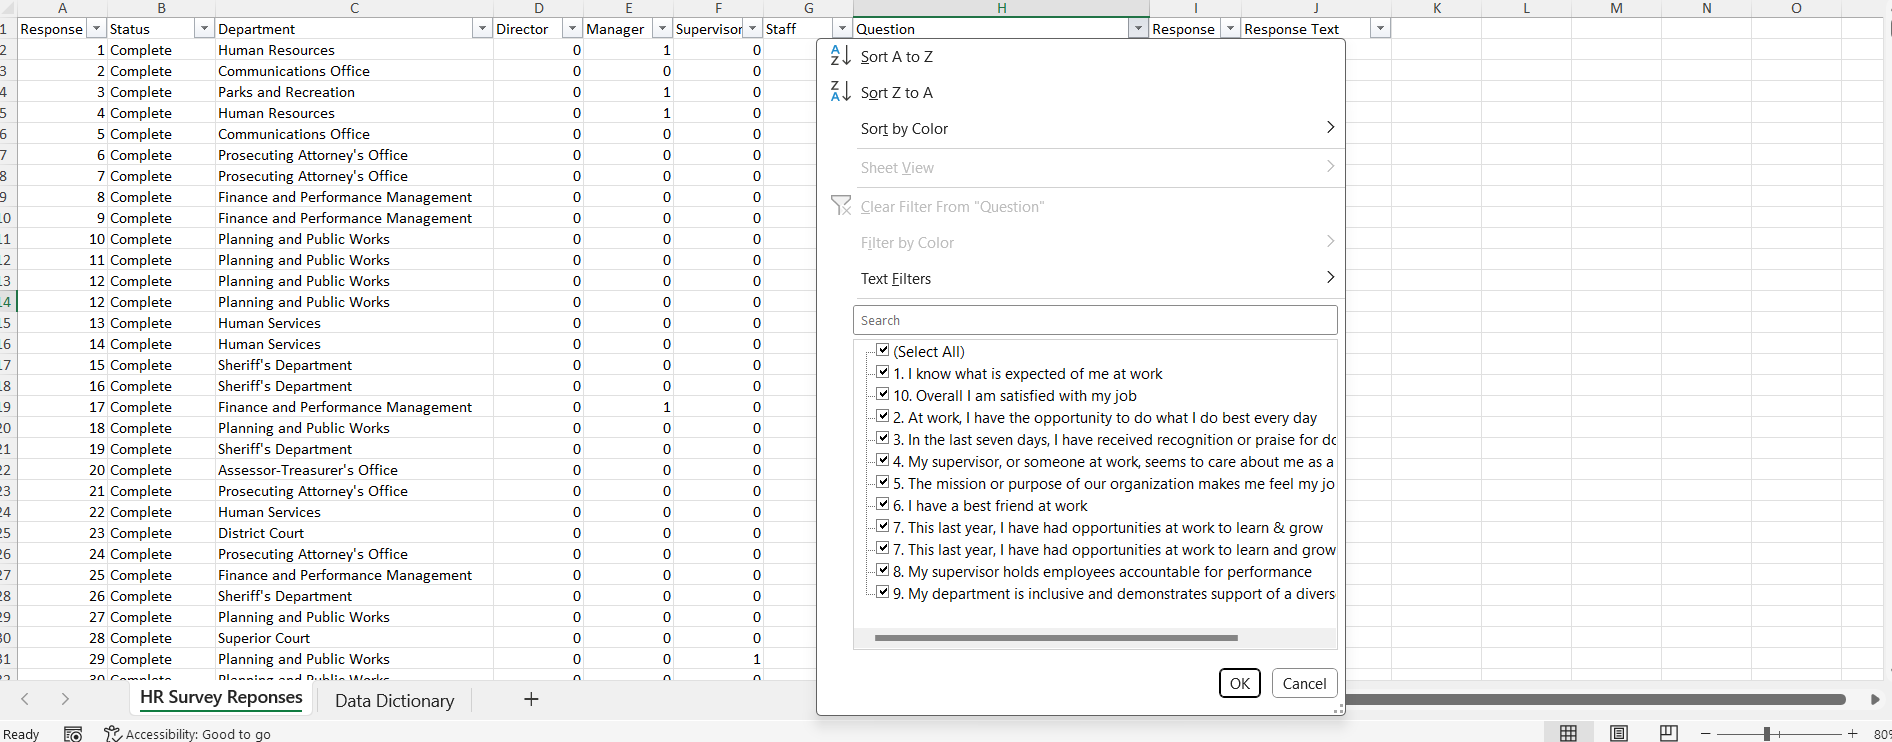 A B C D E F G H I J K L M N O
1 Response Status Department Director Manager Supervisor Staff Question Response Response Text
2 1 Complete Human Resources 0 1 0
3 2 Complete Communications Office 0 0 0
4 3 Complete Parks and Recreation 0 1 0
5 4 Complete Human Resources 0 1 0
6 5 Complete Communications Office 0 0 0
7 6 Complete Prosecuting Attorney's Office 0 0 0
8 7 Complete Prosecuting Attorney's Office 0 0 0
9 8 Complete Finance and Performance Management 0 0 0
10 9 Complete Finance and Performance Management 0 0 0
11 10 Complete Planning and Public Works 0 0 0
12 11 Complete Planning and Public Works 0 0 0
13 12 Complete Planning and Public Works 0 0 0
14 12 Complete Planning and Public Works 0 0 0
15 13 Complete Human Services 0 0 0
16 14 Complete Human Services 0 0 0
17 15 Complete Sheriff's Department 0 0 0
18 16 Complete Sheriff's Department 0 0 0
19 17 Complete Finance and Performance Management 0 1 0
20 18 Complete Planning and Public Works 0 0 0
21 19 Complete Sheriff's Department 0 0 0
22 20 Complete Assessor-Treasurer's Office 0 0 0
23 21 Complete Prosecuting Attorney's Office 0 0 0
24 22 Complete Human Services 0 0 0
25 23 Complete District Court 0 0 0
26 24 Complete Prosecuting Attorney's Office 0 0 0
27 25 Complete Finance and Performance Management 0 0 0
28 26 Complete Sheriff's Department 0 0 0
29 27 Complete Planning and Public Works 0 0 0
30 28 Complete Superior Court 0 0 0
31 29 Complete Planning and Public Works 0 0 1
32 30 Complete Planning and Public Works 0 0 0
Sort A to Z
Sort Z to A
Sort by Color
Sheet View
Clear Filter From "Question"
Filter by Color
Text Filters
Search
(Select All)
1. I know what is expected of me at work
10. Overall I am satisfied with my job
2. At work, I have the opportunity to do what I do best every day
3. In the last seven days, I have received recognition or praise for do
4. My supervisor, or someone at work, seems to care about me as a
5. The mission or purpose of our organization makes me feel my jo
6. I have a best friend at work
7. This last year, I have had opportunities at work to learn & grow
7. This last year, I have had opportunities at work to learn and grow
8. My supervisor holds employees accountable for performance
9. My department is inclusive and demonstrates support of a divers
OK Cancel
HR Survey Reponses Data Dictionary
Ready Accessibility: Good to go 80%